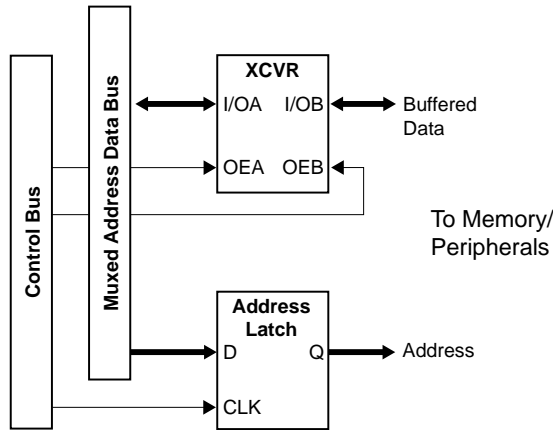 Control Bus
Muxed Address Data Bus
XCVR
I/OA I/OB
OEA OEB
Buffered
Data
To Memory/
Peripherals
Address
Latch
D Q
CLK
Address